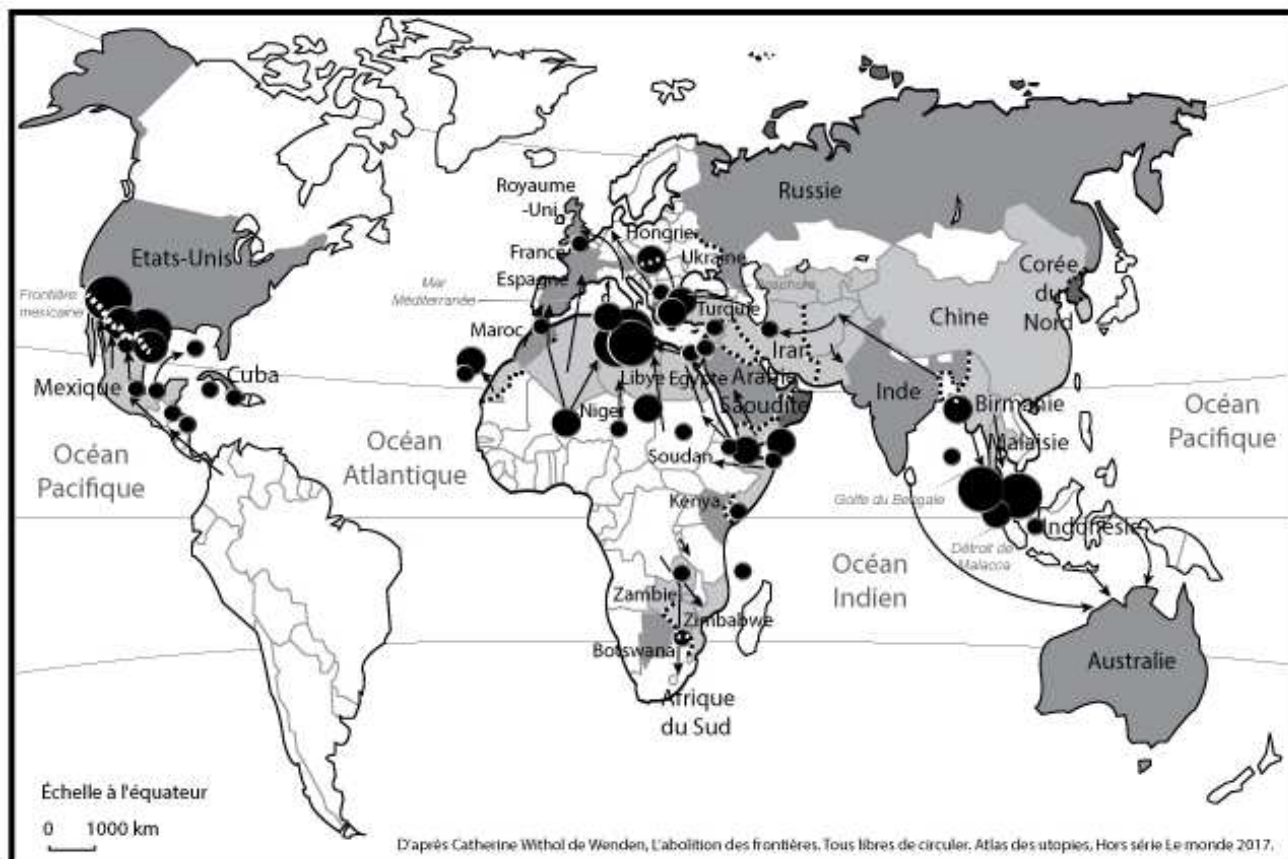 Royaume
-Uni
Russie
Hongrie
France
Ukraine
Etats-Unis
Espagne
Corée
du
Nord
Frontière
mexicaine
Mar
Méditerranée
Turquie
Chine
Maroc
Iran
Libye
Egypte
Arabie
Saoudite
Inde
Mexique
Cuba
Niger
Birmanie
Océan
Pacifique
Océan
Atlantique
Océan
Pacifique
Malaisie
Soudan
Golfe du Bengale
Kenya
Indonésie
Détroit de
Malacca
Océan
Indien
Zambie
Zimbabwe
Botswana
Australie
Afrique
du Sud
Échelle à l'équateur
0 1000 km
D'après Catherine Withol de Wenden, L'abolition des frontières. Tous libres de circuler. Atlas des utopies, Hors série Le monde 2017.